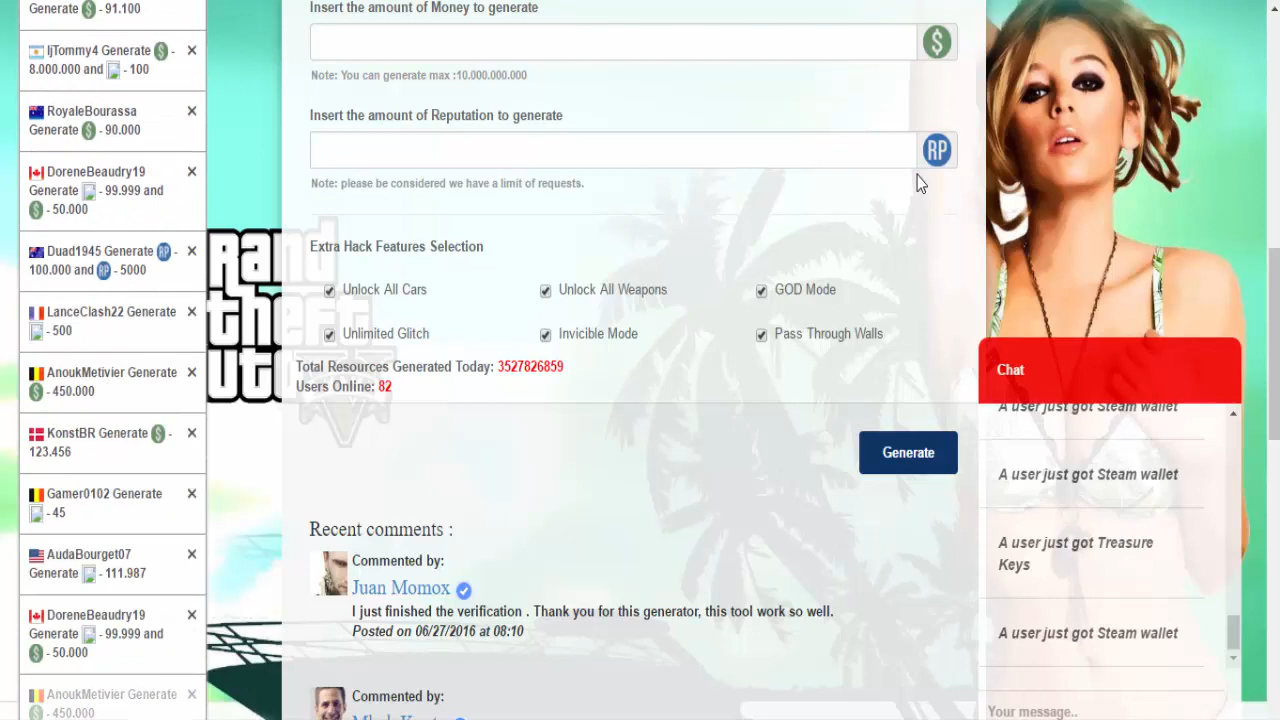 Generate $ - 91.100
IjTommy4 Generate $ -
8.000.000 and - 100
RoyaleBourassa
Generate $ - 90.000
DoreneBeaudry19
Generate - 99.999 and
$ - 50.000
Duad1945 Generate RP -
100.000 and RP - 5000
LanceClash22 Generate
- 500
AnoukMetivier Generate
$ - 450.000
KonstBR Generate $ -
123.456
Gamer0102 Generate
- 45
AudaBourget07
Generate - 111.987
DoreneBeaudry19
Generate - 99.999 and
$ - 50.000
AnoukMetivier Generate
$ - 450.000
Insert the amount of Money to generate
$
Note: You can generate max :10.000.000.000
Insert the amount of Reputation to generate
RP
Note: please be considered we have a limit of requests.
Extra Hack Features Selection
Unlock All Cars
Unlock All Weapons
GOD Mode
Unlimited Glitch
Invicible Mode
Pass Through Walls
Total Resources Generated Today: 3527826859
Users Online: 82
Generate
Recent comments :
Commented by:
Juan Momox
I just finished the verification . Thank you for this generator, this tool work so well.
Posted on 06/27/2016 at 08:10
Commented by:
Rand
theft
uto
Chat
A user just got Steam wallet
A user just got Steam wallet
A user just got Treasure
Keys
A user just got Steam wallet
Your message..